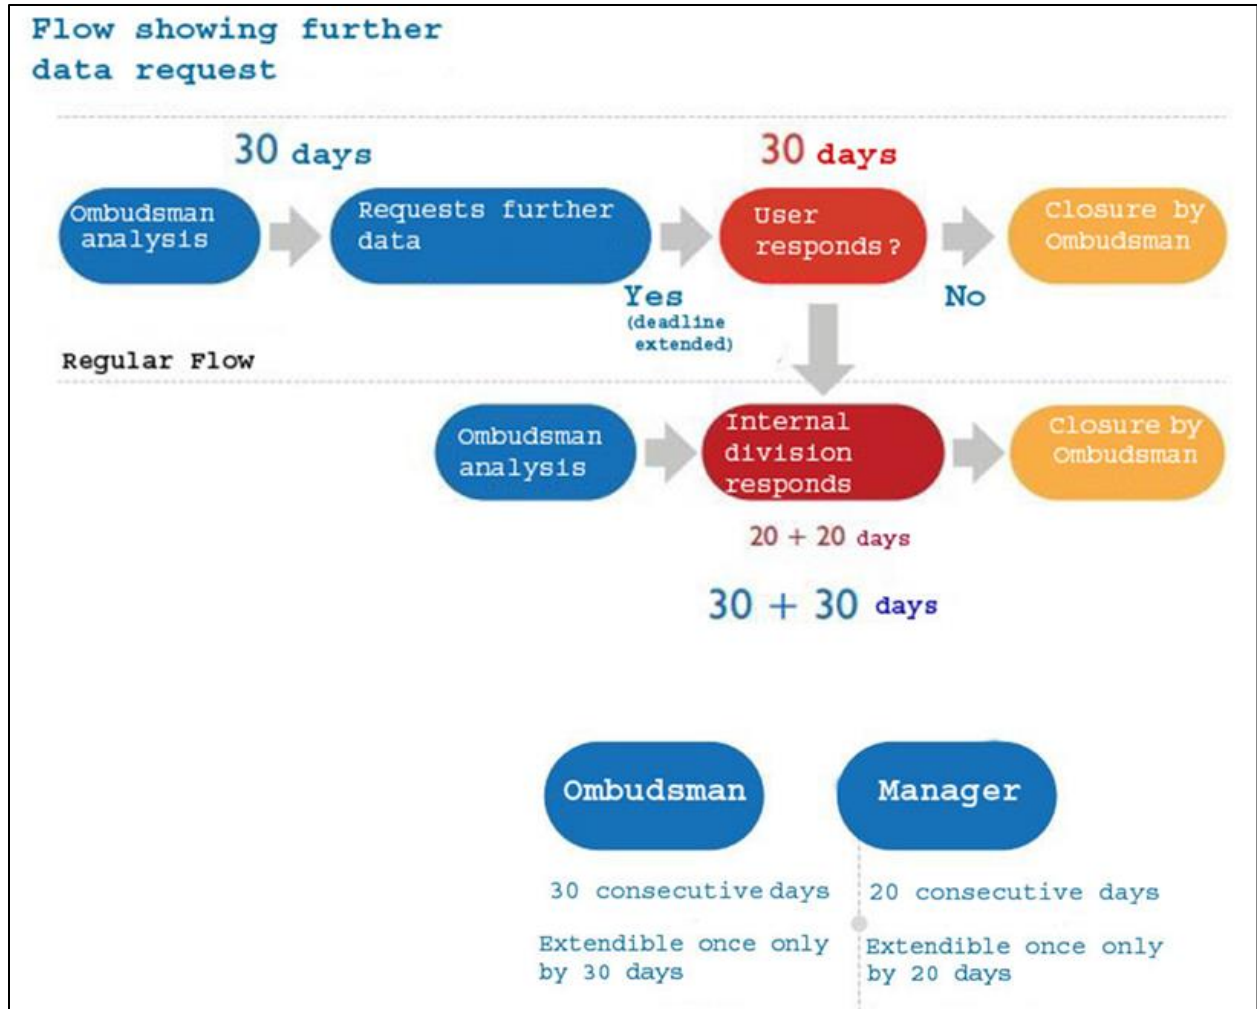 Flow showing further
data request
30 days
30 days
Ombudsman
analysis
Requests further
data
User
responds?
Closure by
Ombudsman
Yes
(deadline
extended)
No
Regular Flow
Ombudsman
analysis
Internal
division
responds
Closure by
Ombudsman
20 + 20 days
30 + 30 days
Ombudsman
Manager
30 consecutive days
20 consecutive days
Extendible once only
by 30 days
Extendible once only
by 20 days